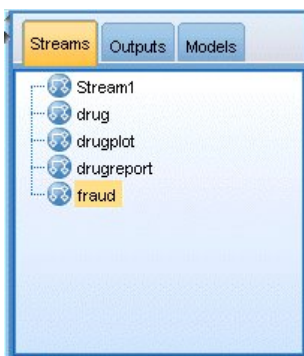 Streams Outputs Models
Stream1
drug
drugplot
drugreport
fraud